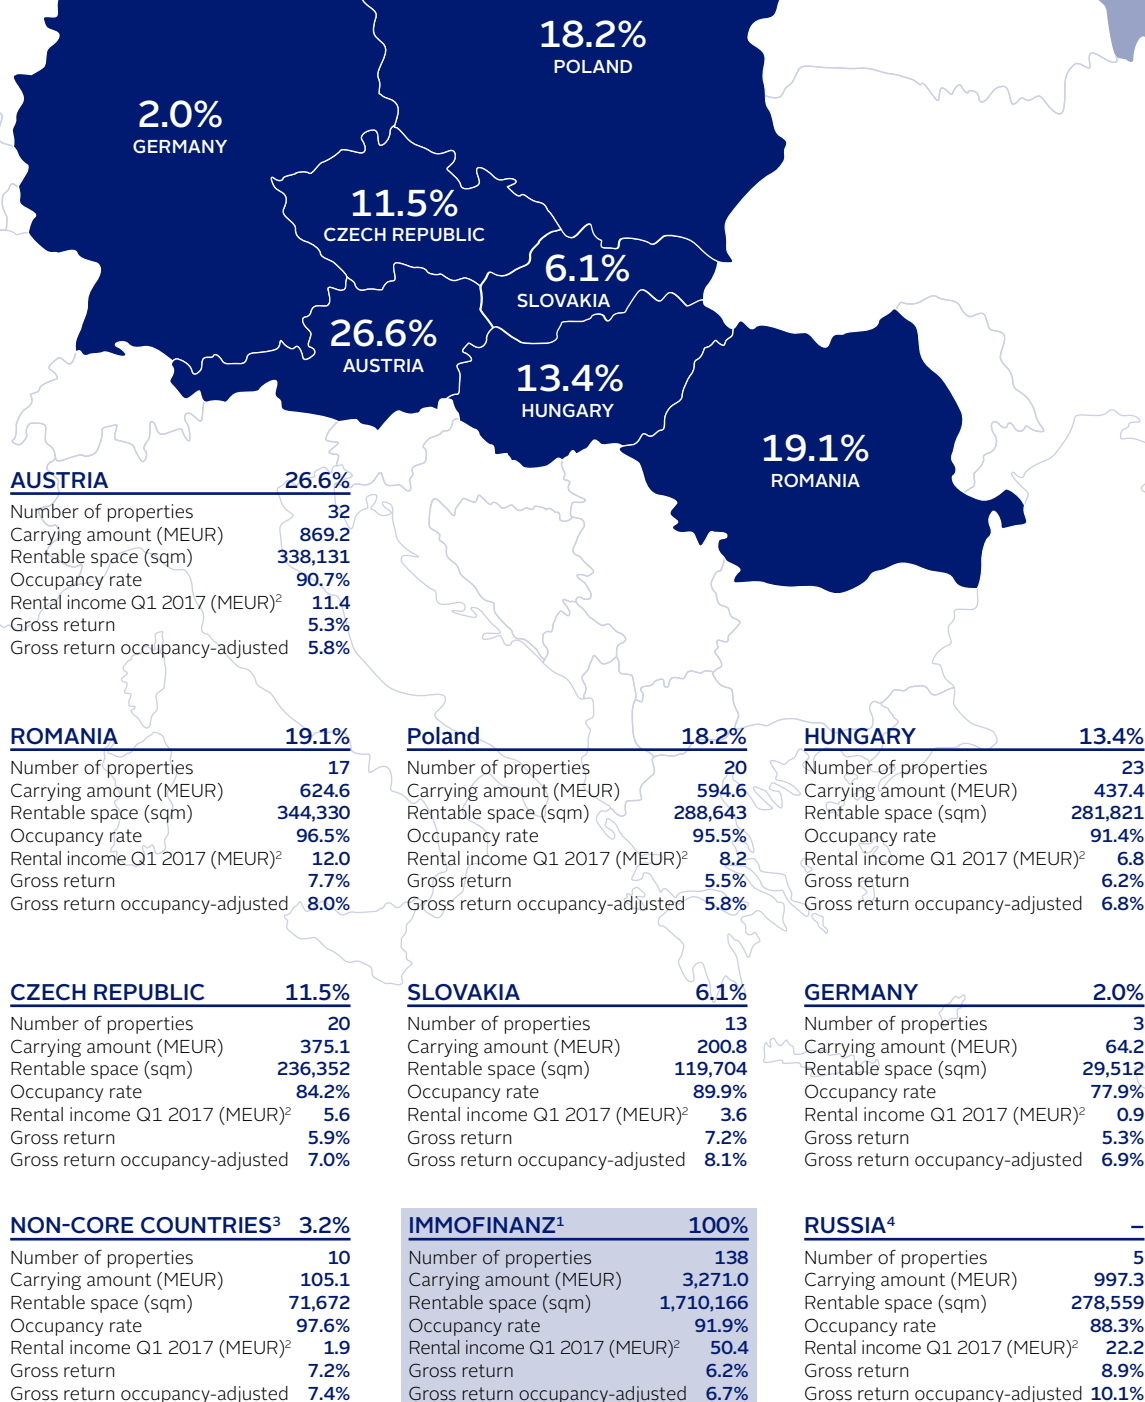 18.2%
POLAND
2.0%
GERMANY
11.5%
CZECH REPUBLIC
6.1%
SLOVAKIA
26.6%
AUSTRIA
13.4%
HUNGARY
19.1%
ROMANIA
AUSTRIA 26.6%
Number of properties 32
Carrying amount (MEUR) 869.2
Rentable space (sqm) 338,131
Occupancy rate 90.7%
Rental income Q1 2017 (MEUR)² 11.4
Gross return 5.3%
Gross return occupancy-adjusted 5.8%
ROMANIA 19.1%
Number of properties 17
Carrying amount (MEUR) 624.6
Rentable space (sqm) 344,330
Occupancy rate 96.5%
Rental income Q1 2017 (MEUR)² 12.0
Gross return 7.7%
Gross return occupancy-adjusted 8.0%
Poland 18.2%
Number of properties 20
Carrying amount (MEUR) 594.6
Rentable space (sqm) 288,643
Occupancy rate 95.5%
Rental income Q1 2017 (MEUR)² 8.2
Gross return 5.5%
Gross return occupancy-adjusted 5.8%
HUNGARY 13.4%
Number of properties 23
Carrying amount (MEUR) 437.4
Rentable space (sqm) 281,821
Occupancy rate 91.4%
Rental income Q1 2017 (MEUR)² 6.8
Gross return 6.2%
Gross return occupancy-adjusted 6.8%
CZECH REPUBLIC 11.5%
Number of properties 20
Carrying amount (MEUR) 375.1
Rentable space (sqm) 236,352
Occupancy rate 84.2%
Rental income Q1 2017 (MEUR)² 5.6
Gross return 5.9%
Gross return occupancy-adjusted 7.0%
SLOVAKIA 6.1%
Number of properties 13
Carrying amount (MEUR) 200.8
Rentable space (sqm) 119,704
Occupancy rate 89.9%
Rental income Q1 2017 (MEUR)² 3.6
Gross return 7.2%
Gross return occupancy-adjusted 8.1%
GERMANY 2.0%
Number of properties 3
Carrying amount (MEUR) 64.2
Rentable space (sqm) 29,512
Occupancy rate 77.9%
Rental income Q1 2017 (MEUR)² 0.9
Gross return 5.3%
Gross return occupancy-adjusted 6.9%
NON-CORE COUNTRIES³ 3.2%
Number of properties 10
Carrying amount (MEUR) 105.1
Rentable space (sqm) 71,672
Occupancy rate 97.6%
Rental income Q1 2017 (MEUR)² 1.9
Gross return 7.2%
Gross return occupancy-adjusted 7.4%
IMMOFINANZ¹ 100%
Number of properties 138
Carrying amount (MEUR) 3,271.0
Rentable space (sqm) 1,710,166
Occupancy rate 91.9%
Rental income Q1 2017 (MEUR)² 50.4
Gross return 6.2%
Gross return occupancy-adjusted 6.7%
RUSSIA⁴ –
Number of properties 5
Carrying amount (MEUR) 997.3
Rentable space (sqm) 278,559
Occupancy rate 88.3%
Rental income Q1 2017 (MEUR)² 22.2
Gross return 8.9%
Gross return occupancy-adjusted 10.1%